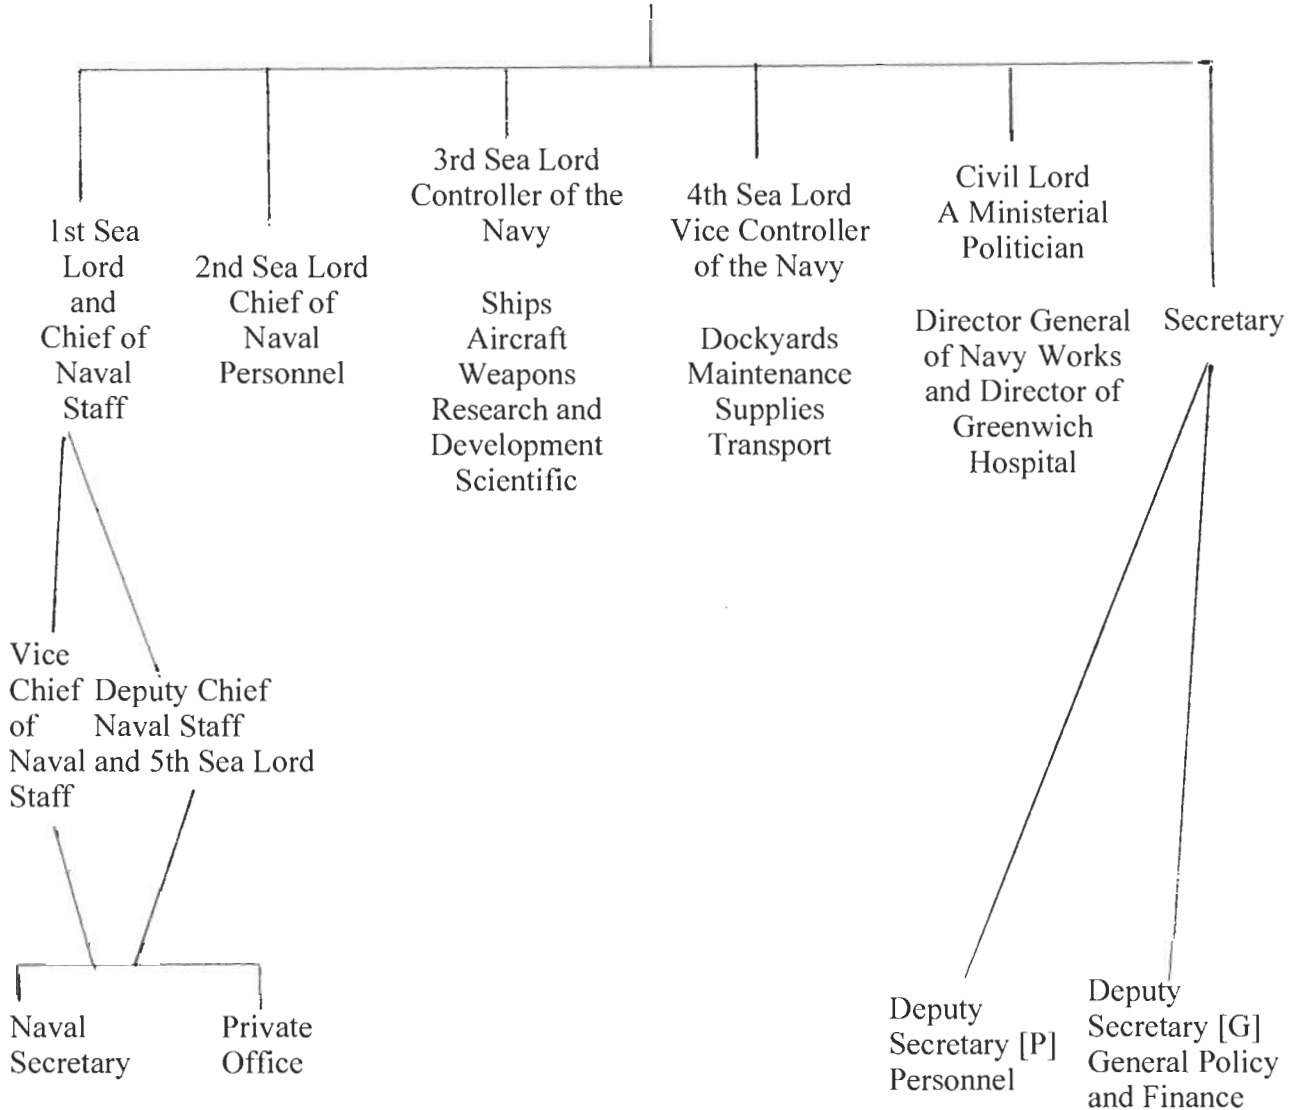 1st Sea
Lord
and
Chief of
Naval
Staff
2nd Sea Lord
Chief of
Naval
Personnel
3rd Sea Lord
Controller of the
Navy
Ships
Aircraft
Weapons
Research and
Development
Scientific
4th Sea Lord
Vice Controller
of the Navy
Dockyards
Maintenance
Supplies
Transport
Civil Lord
A Ministerial
Politician
Director General
of Navy Works
and Director of
Greenwich
Hospital
Secretary
Vice
Chief
of
Naval
Staff
Deputy Chief
Naval Staff
and 5th Sea Lord
Naval
Secretary
Private
Office
Deputy
Secretary [P]
Personnel
Deputy
Secretary [G]
General Policy
and Finance